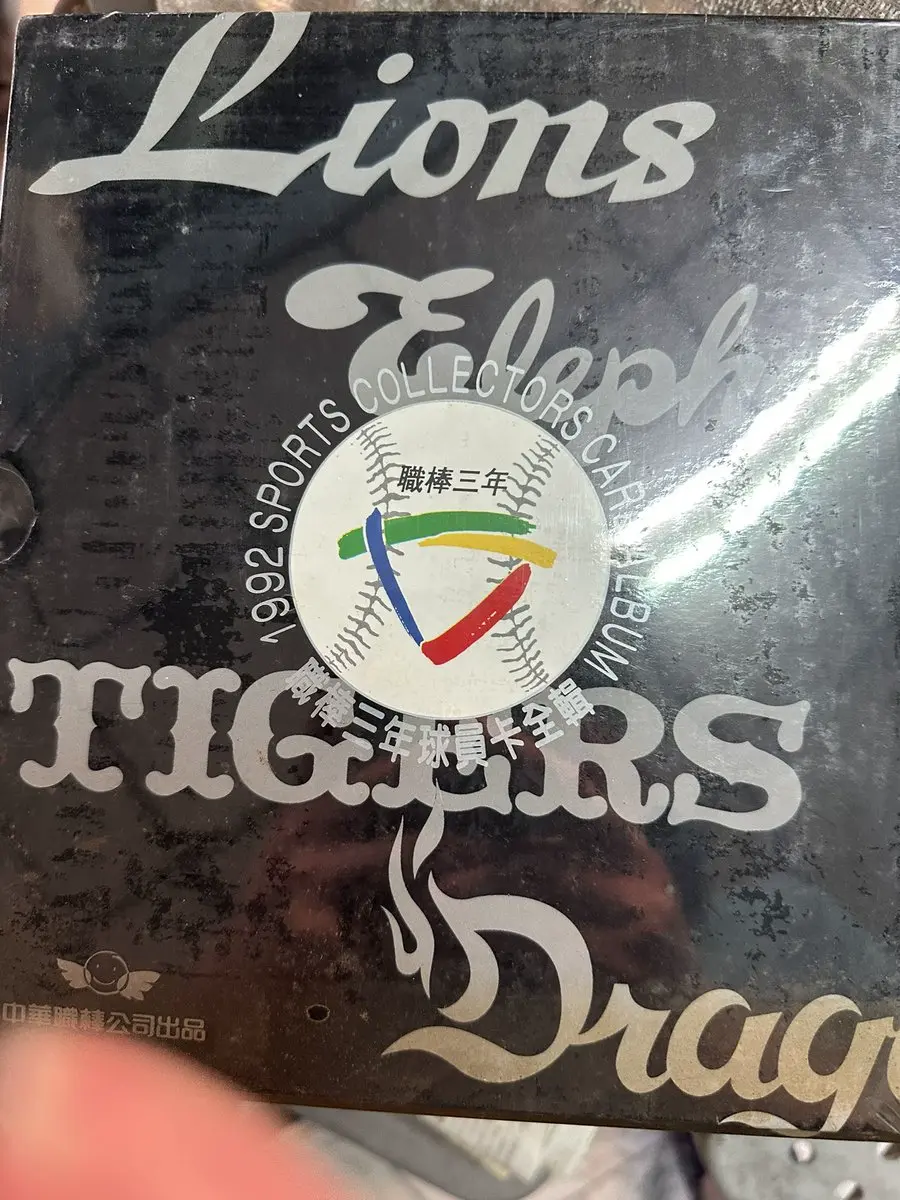 Lions
Eleph
1992 SPORTS COLLECTORS CAR ALBUM
職棒三年
職棒三年球員卡全輯
TIGERS
Drag
中華職棒公司出品